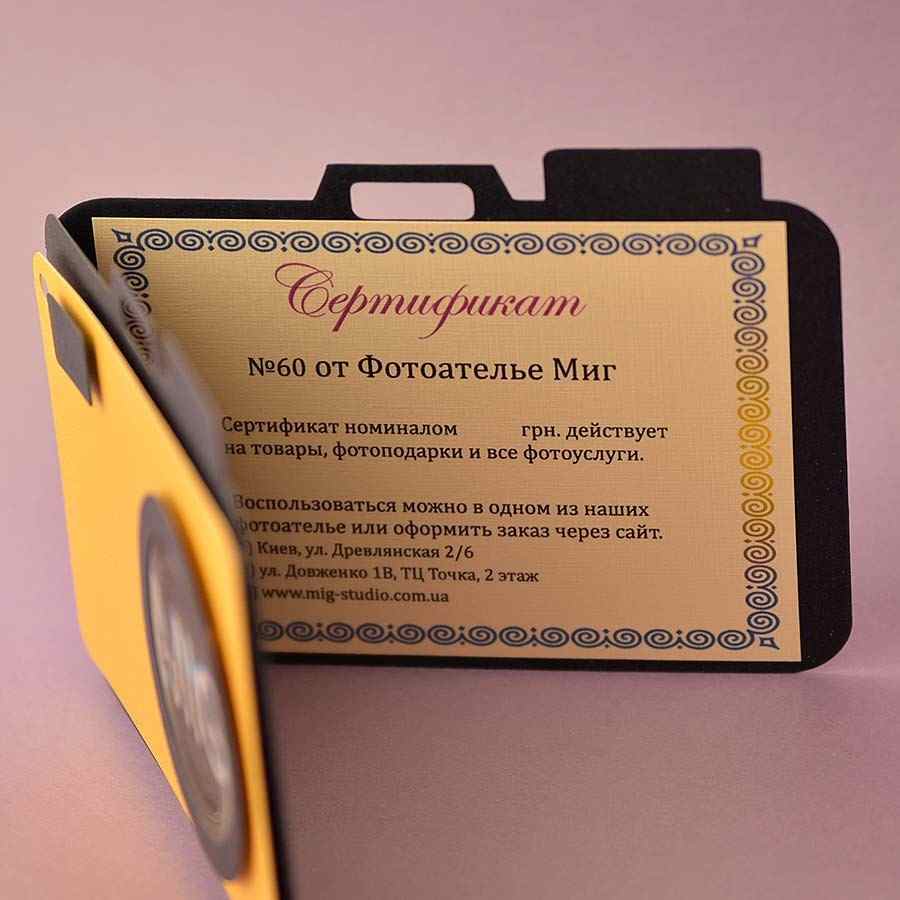 Сертификат
№60 от Фотоателье Миг
Сертификат номиналом грн. действует
на товары, фотоподарки и все фотоуслуги.
Воспользоваться можно в одном из наших
фотоателье или оформить заказ через сайт.
) Киев, ул. Древлянская 2/6
) ул. Довженко 1В, ТЦ Точка, 2 этаж
) www.mig-studio.com.ua